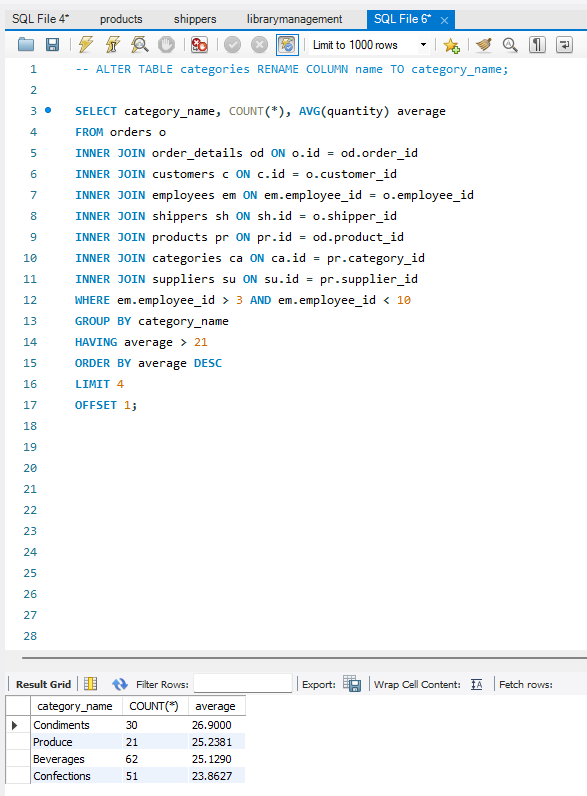 SQL File 4* products shippers librarymanagement SQL File 6* ×
Limit to 1000 rows
1 -- ALTER TABLE categories RENAME COLUMN name TO category_name;
2
3 SELECT category_name, COUNT(*), AVG(quantity) average
4 FROM orders o
5 INNER JOIN order_details od ON o.id = od.order_id
6 INNER JOIN customers c ON c.id = o.customer_id
7 INNER JOIN employees em ON em.employee_id = o.employee_id
8 INNER JOIN shippers sh ON sh.id = o.shipper_id
9 INNER JOIN products pr ON pr.id = od.product_id
10 INNER JOIN categories ca ON ca.id = pr.category_id
11 INNER JOIN suppliers su ON su.id = pr.supplier_id
12 WHERE em.employee_id > 3 AND em.employee_id < 10
13 GROUP BY category_name
14 HAVING average > 21
15 ORDER BY average DESC
16 LIMIT 4
17 OFFSET 1;
18
19
20
21
22
23
24
25
26
27
28
Result Grid Filter Rows: Export: Wrap Cell Content: IA Fetch rows:
category_name COUNT(*) average
Condiments 30 26.9000
Produce 21 25.2381
Beverages 62 25.1290
Confections 51 23.8627